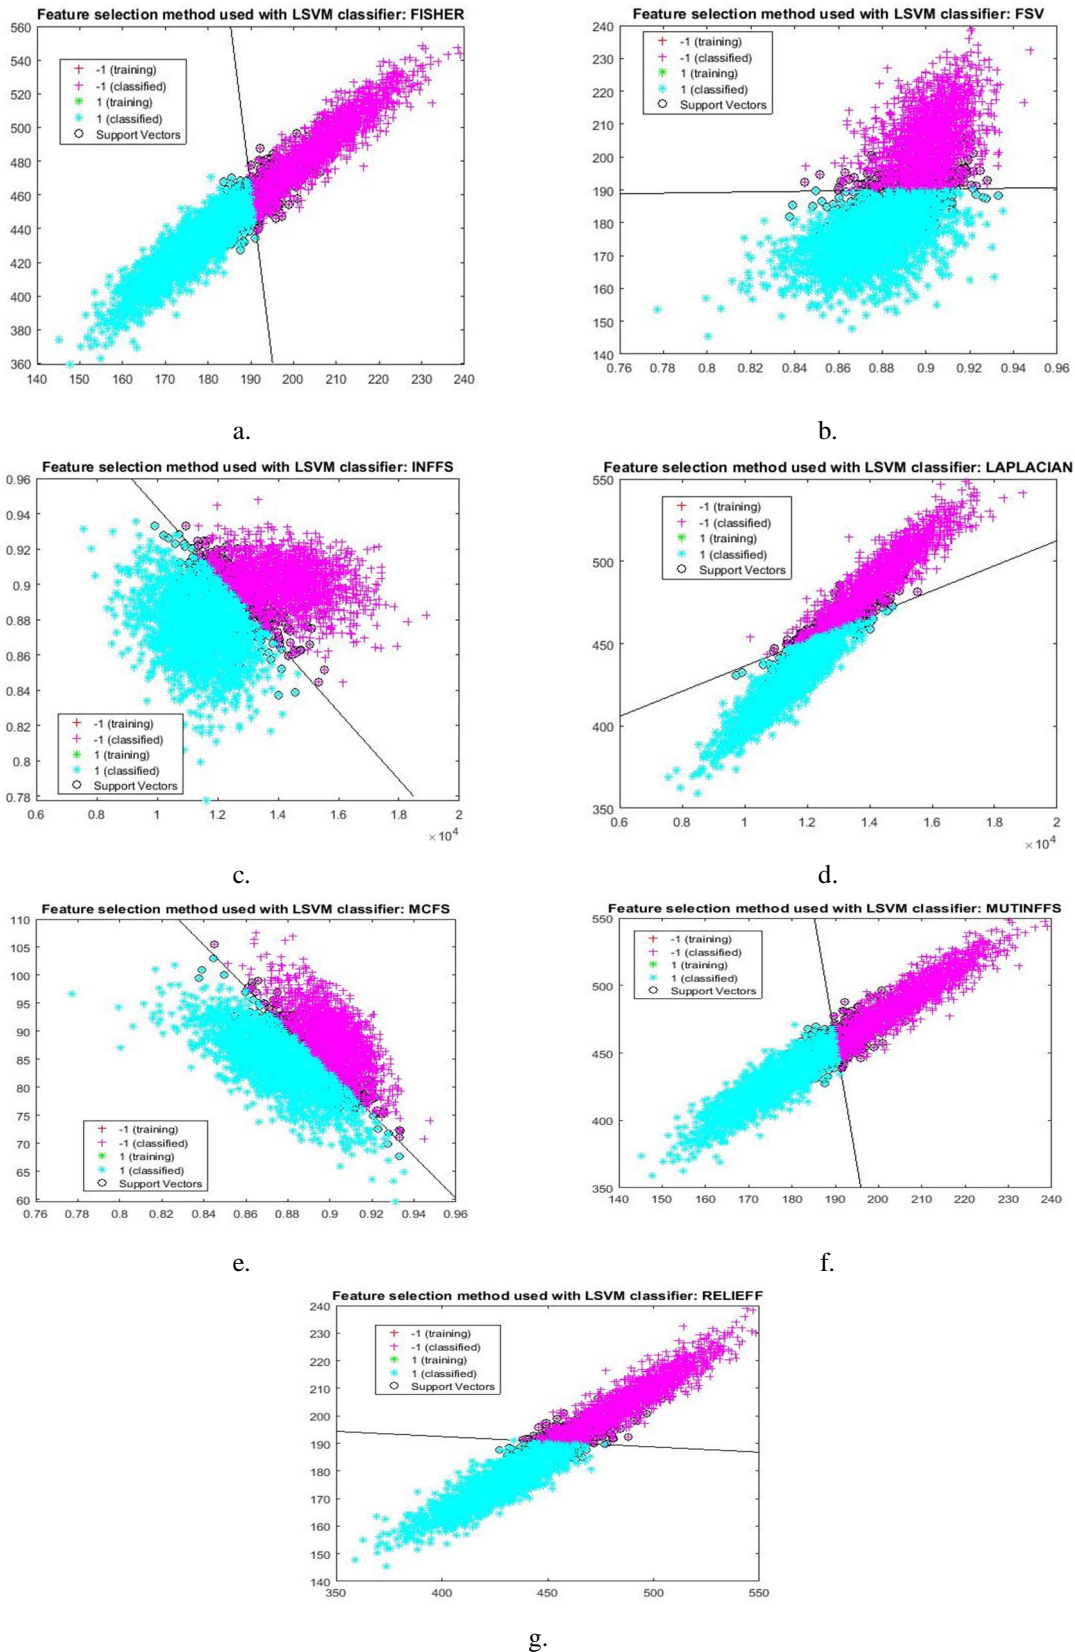 Feature selection method used with LSVM classifier: FISHER
560
540
520
500
480
460
440
420
400
380
360
-1 (training)
-1 (classified)
1 (training)
1 (classified)
Support Vectors
140 150 160 170 180 190 200 210 220 230 240
a.
Feature selection method used with LSVM classifier: FSV
240
230
220
210
200
190
180
170
160
150
140
-1 (training)
-1 (classified)
1 (training)
1 (classified)
Support Vectors
0.76 0.78 0.8 0.82 0.84 0.86 0.88 0.9 0.92 0.94 0.96
b.
Feature selection method used with LSVM classifier: INFFS
0.96
0.94
0.92
0.9
0.88
0.86
0.84
0.82
0.8
0.78
-1 (training)
-1 (classified)
1 (training)
1 (classified)
Support Vectors
0.6 0.8 1 1.2 1.4 1.6 1.8 2
×10⁴
c.
Feature selection method used with LSVM classifier: LAPLACIAN
550
500
450
400
350
-1 (training)
-1 (classified)
1 (training)
1 (classified)
Support Vectors
0.6 0.8 1 1.2 1.4 1.6 1.8 2
×10⁴
d.
Feature selection method used with LSVM classifier: MCFS
110
105
100
95
90
85
80
75
70
65
60
-1 (training)
-1 (classified)
1 (training)
1 (classified)
Support Vectors
0.76 0.78 0.8 0.82 0.84 0.86 0.88 0.9 0.92 0.94 0.96
e.
Feature selection method used with LSVM classifier: MUTINFFS
550
500
450
400
350
-1 (training)
-1 (classified)
1 (training)
1 (classified)
Support Vectors
140 150 160 170 180 190 200 210 220 230 240
f.
Feature selection method used with LSVM classifier: RELIEFF
240
230
220
210
200
190
180
170
160
150
140
-1 (training)
-1 (classified)
1 (training)
1 (classified)
Support Vectors
350 400 450 500 550
g.